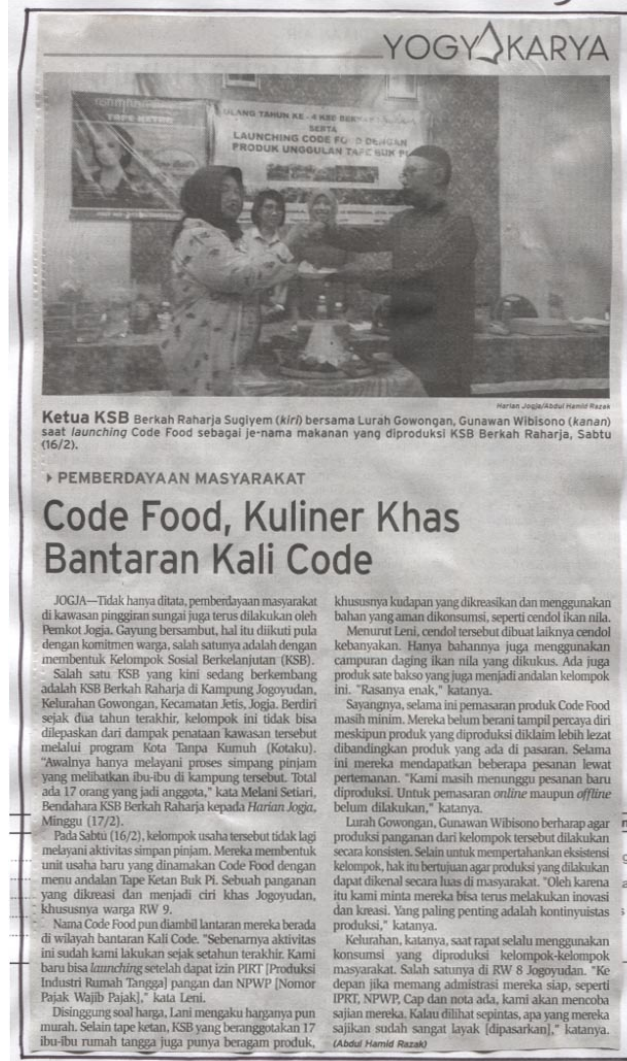 YOGYAKARYA
TAPE KETAN
ULANG TAHUN KE-4 KSB BERKAH RAHARJA
SERTA
LAUNCHING CODE FOOD DENGAN
PRODUK UNGGULAN TAPE BUK PI
Harian Jogja/Abdul Hamid Razak
Ketua KSB Berkah Raharja Sugiyem (kiri) bersama Lurah Gowongan, Gunawan Wibisono (kanan)
saat launching Code Food sebagai je-nama makanan yang diproduksi KSB Berkah Raharja, Sabtu
(16/2).
PEMBERDAYAAN MASYARAKAT
Code Food, Kuliner Khas
Bantaran Kali Code
JOGJA—Tidak hanya ditata, pemberdayaan masyarakat
di kawasan pinggiran sungai juga terus dilakukan oleh
Pemkot Jogja. Gayung bersambut, hal itu diikuti pula
dengan komitmen warga, salah satunya adalah dengan
membentuk Kelompok Sosial Berkelanjutan (KSB).
Salah satu KSB yang kini sedang berkembang
adalah KSB Berkah Raharja di Kampung Jogoyudan,
Kelurahan Gowongan, Kecamatan Jetis, Jogja. Berdiri
sejak dua tahun terakhir, kelompok ini tidak bisa
dilepaskan dari dampak penataan kawasan tersebut
melalui program Kota Tanpa Kumuh (Kotaku).
"Awalnya hanya melayani proses simpang pinjam
yang melibatkan ibu-ibu di kampung tersebut. Total
ada 17 orang yang jadi anggota," kata Melani Setiari,
Bendahara KSB Berkah Raharja kepada Harian Jogja,
Minggu (17/2).
Pada Sabtu (16/2), kelompok usaha tersebut tidak lagi
melayani aktivitas simpan pinjam. Mereka membentuk
unit usaha baru yang dinamakan Code Food dengan
menu andalan Tape Ketan Buk Pi. Sebuah panganan
yang dikreasi dan menjadi ciri khas Jogoyudan,
khususnya warga RW 9.
Nama Code Food pun diambil lantaran mereka berada
di wilayah bantaran Kali Code. "Sebenarnya aktivitas
ini sudah kami lakukan sejak setahun terakhir. Kami
baru bisa launching setelah dapat izin PIRT [Produksi
Industri Rumah Tangga] pangan dan NPWP [Nomor
Pajak Wajib Pajak]," kata Leni.
Disinggung soal harga, Lani mengaku harganya pun
murah. Selain tape ketan, KSB yang beranggotakan 17
ibu-ibu rumah tangga juga punya beragam produk,
khususnya kudapan yang dikreasikan dan menggunakan
bahan yang aman dikonsumsi, seperti cendol ikan nila.
Menurut Leni, cendol tersebut dibuat laiknya cendol
kebanyakan. Hanya bahannya juga menggunakan
campuran daging ikan nila yang dikukus. Ada juga
produk sate bakso yang juga menjadi andalan kelompok
ini. "Rasanya enak," katanya.
Sayangnya, selama ini pemasaran produk Code Food
masih minim. Mereka belum berani tampil percaya diri
meskipun produk yang diproduksi diklaim lebih lezat
dibandingkan produk yang ada di pasaran. Selama
ini mereka mendapatkan beberapa pesanan lewat
pertemanan. "Kami masih menunggu pesanan baru
diproduksi. Untuk pemasaran online maupun offline
belum dilakukan," katanya.
Lurah Gowongan, Gunawan Wibisono berharap agar
produksi panganan dari kelompok tersebut dilakukan
secara konsisten. Selain untuk mempertahankan eksistensi
kelompok, hak itu bertujuan agar produksi yang dilakukan
dapat dikenal secara luas di masyarakat. "Oleh karena
itu kami minta mereka bisa terus melakukan inovasi
dan kreasi. Yang paling penting adalah kontinyuistas
produksi," katanya.
Kelurahan, katanya, saat rapat selalu menggunakan
konsumsi yang diproduksi kelompok-kelompok
masyarakat. Salah satunya di RW 8 Jogoyudan. "Ke
depan jika memang admistrasi mereka siap, seperti
IPRT, NPWP, Cap dan nota ada, kami akan mencoba
sajian mereka. Kalau dilihat sepintas, apa yang mereka
sajikan sudah sangat layak [dipasarkan]," katanya.
(Abdul Hamid Razak)